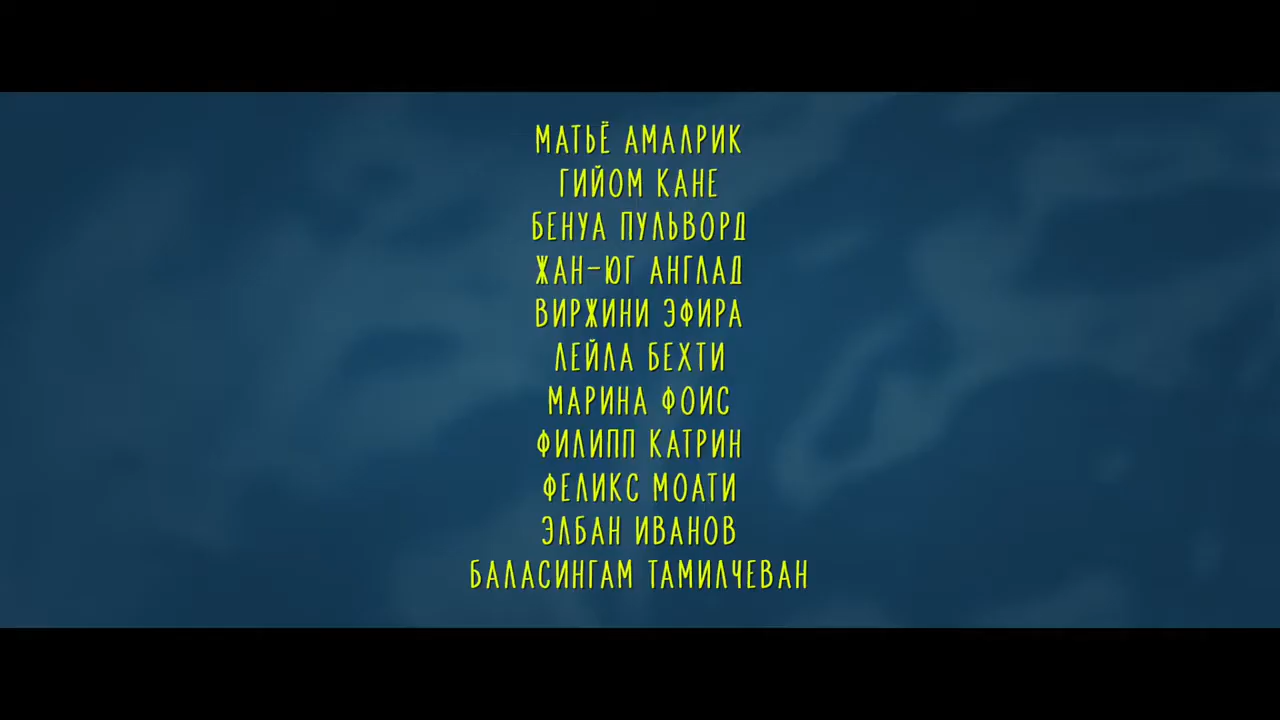 МАТЬЁ АМАЛРИК
ГИЙОМ КАНЕ
БЕНУА ПУЛЬВОРД
ЖАН-ЮГ АНГЛАД
ВИРЖИНИ ЭФИРА
ЛЕЙЛА БЕХТИ
МАРИНА ФОИС
ФИЛИПП КАТРИН
ФЕЛИКС МОАТИ
ЭЛБАН ИВАНОВ
БАЛАСИНГАМ ТАМИЛЧЕВАН